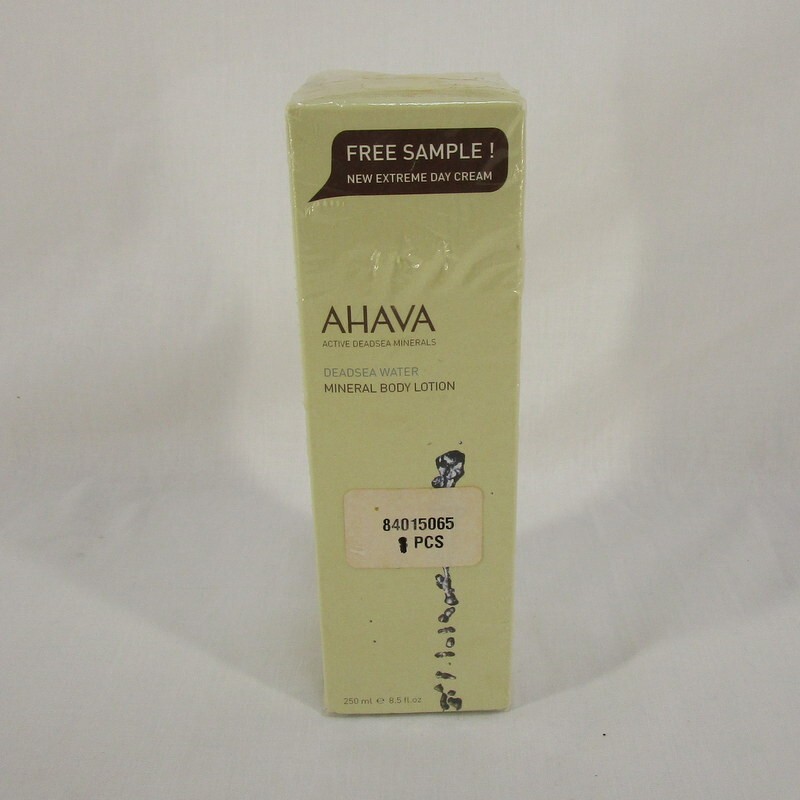 FREE SAMPLE !
NEW EXTREME DAY CREAM
AHAVA
ACTIVE DEADSEA MINERALS
DEADSEA WATER
MINERAL BODY LOTION
84015065
PCS
250 ml ℮ 8.5 fl.oz